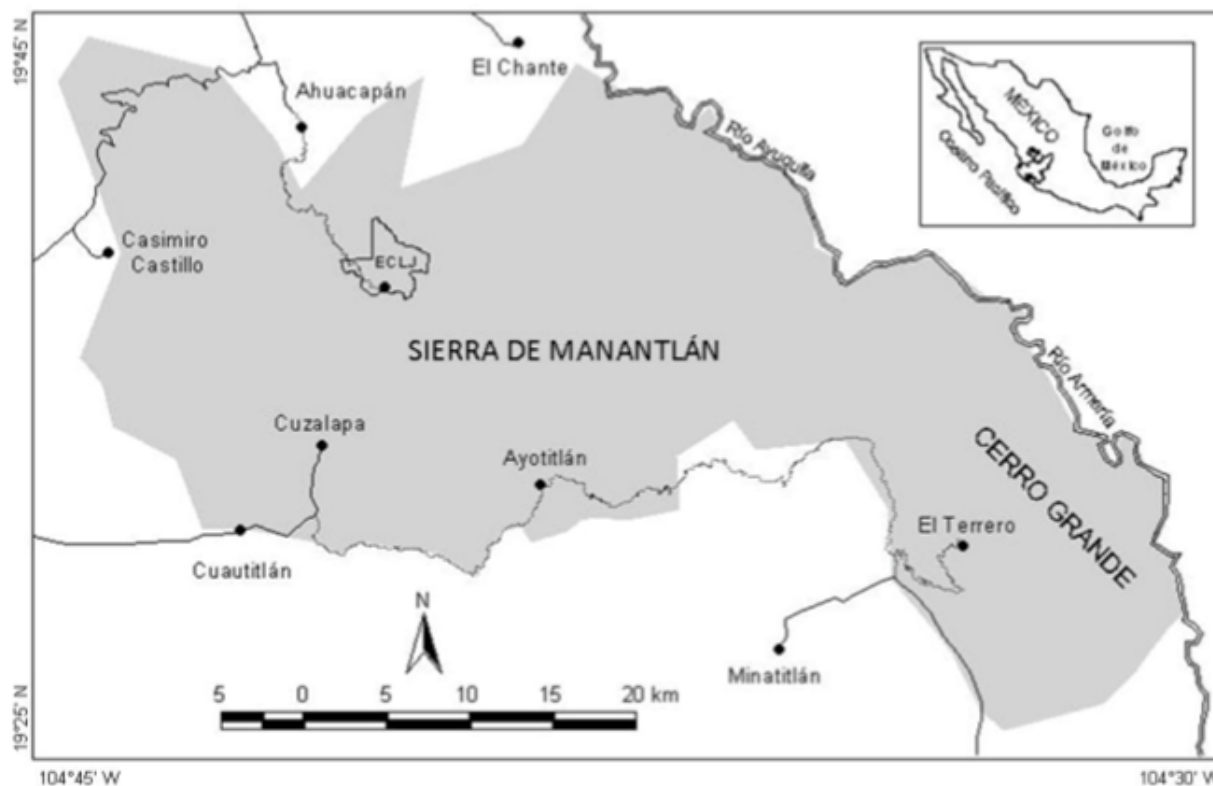 19°45' N
El Chante
Ahuacapán
Río Ayuquila
MÉXICO
Golfo
de
México
Oceano Pasifico
Casimiro
Castillo
ECLJ
SIERRA DE MANANTLÁN
Río Armería
Cuzalapa
Ayotitlán
CERRO GRANDE
El Terrero
Cuautitlán
N
Minatitlán
5 0 5 10 15 20 km
19°25' N
104°45' W
104°30' W